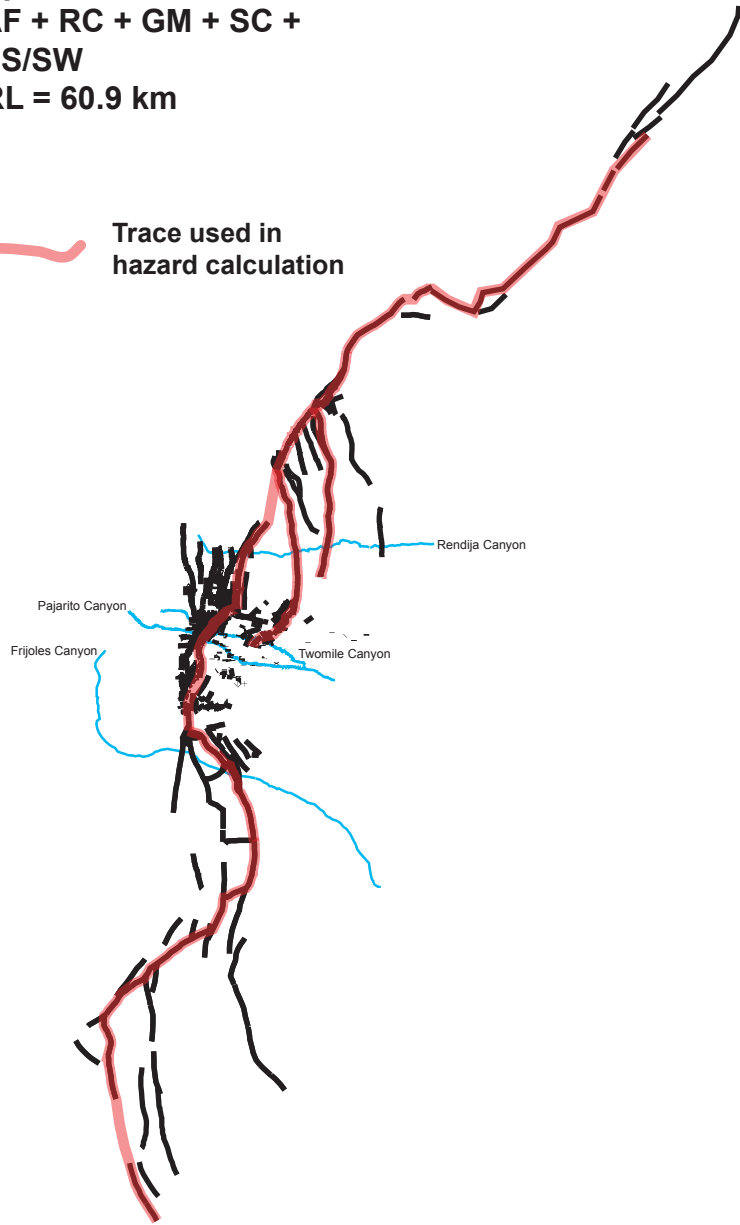 AF + RC + GM + SC +
S/SW
RL = 60.9 km
Trace used in
hazard calculation
Rendija Canyon
Pajarito Canyon
Frijoles Canyon
Twomile Canyon